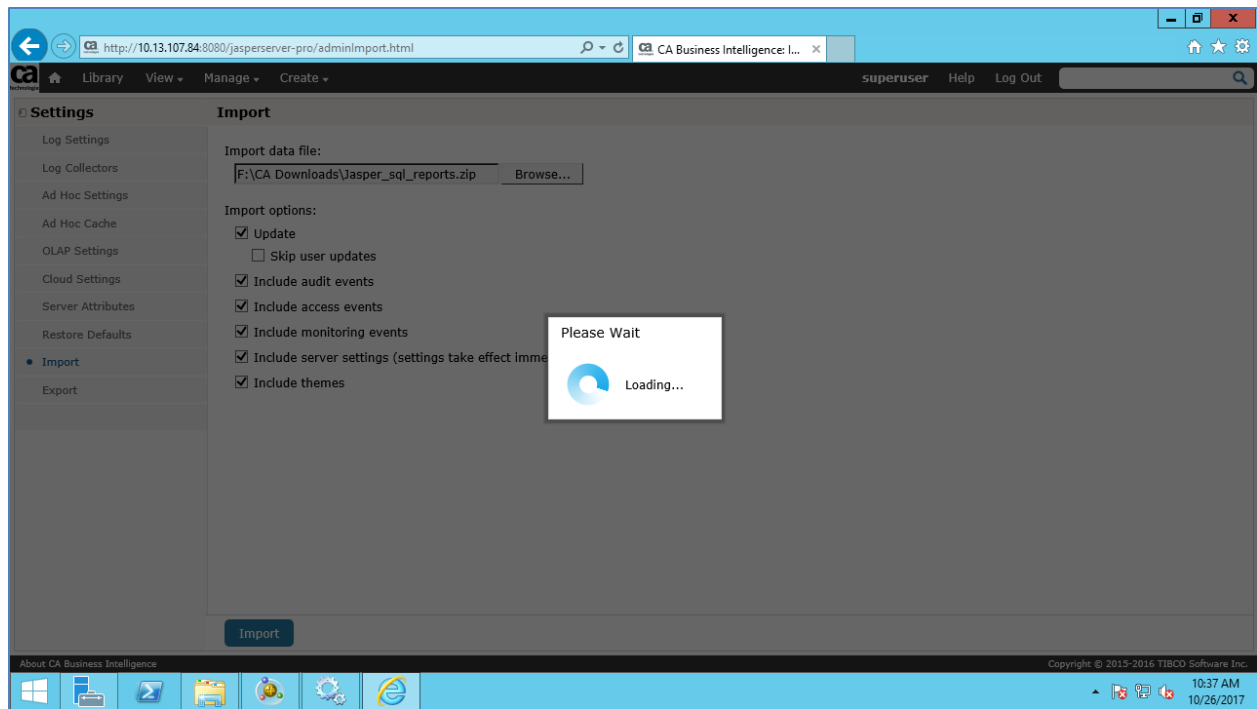 http://10.13.107.84:8080/jasperserver-pro/adminImport.html
CA Business Intelligence: I...
ca
technologies
Library View Manage Create superuser Help Log Out
Settings
Log Settings
Log Collectors
Ad Hoc Settings
Ad Hoc Cache
OLAP Settings
Cloud Settings
Server Attributes
Restore Defaults
Import
Export
Import
Import data file:
F:\CA Downloads\Jasper_sql_reports.zip Browse...
Import options:
Update
Skip user updates
Include audit events
Include access events
Include monitoring events
Include server settings (settings take effect imme
Include themes
Please Wait
Loading...
Import
About CA Business Intelligence Copyright © 2015-2016 TIBCO Software Inc.
10:37 AM
10/26/2017